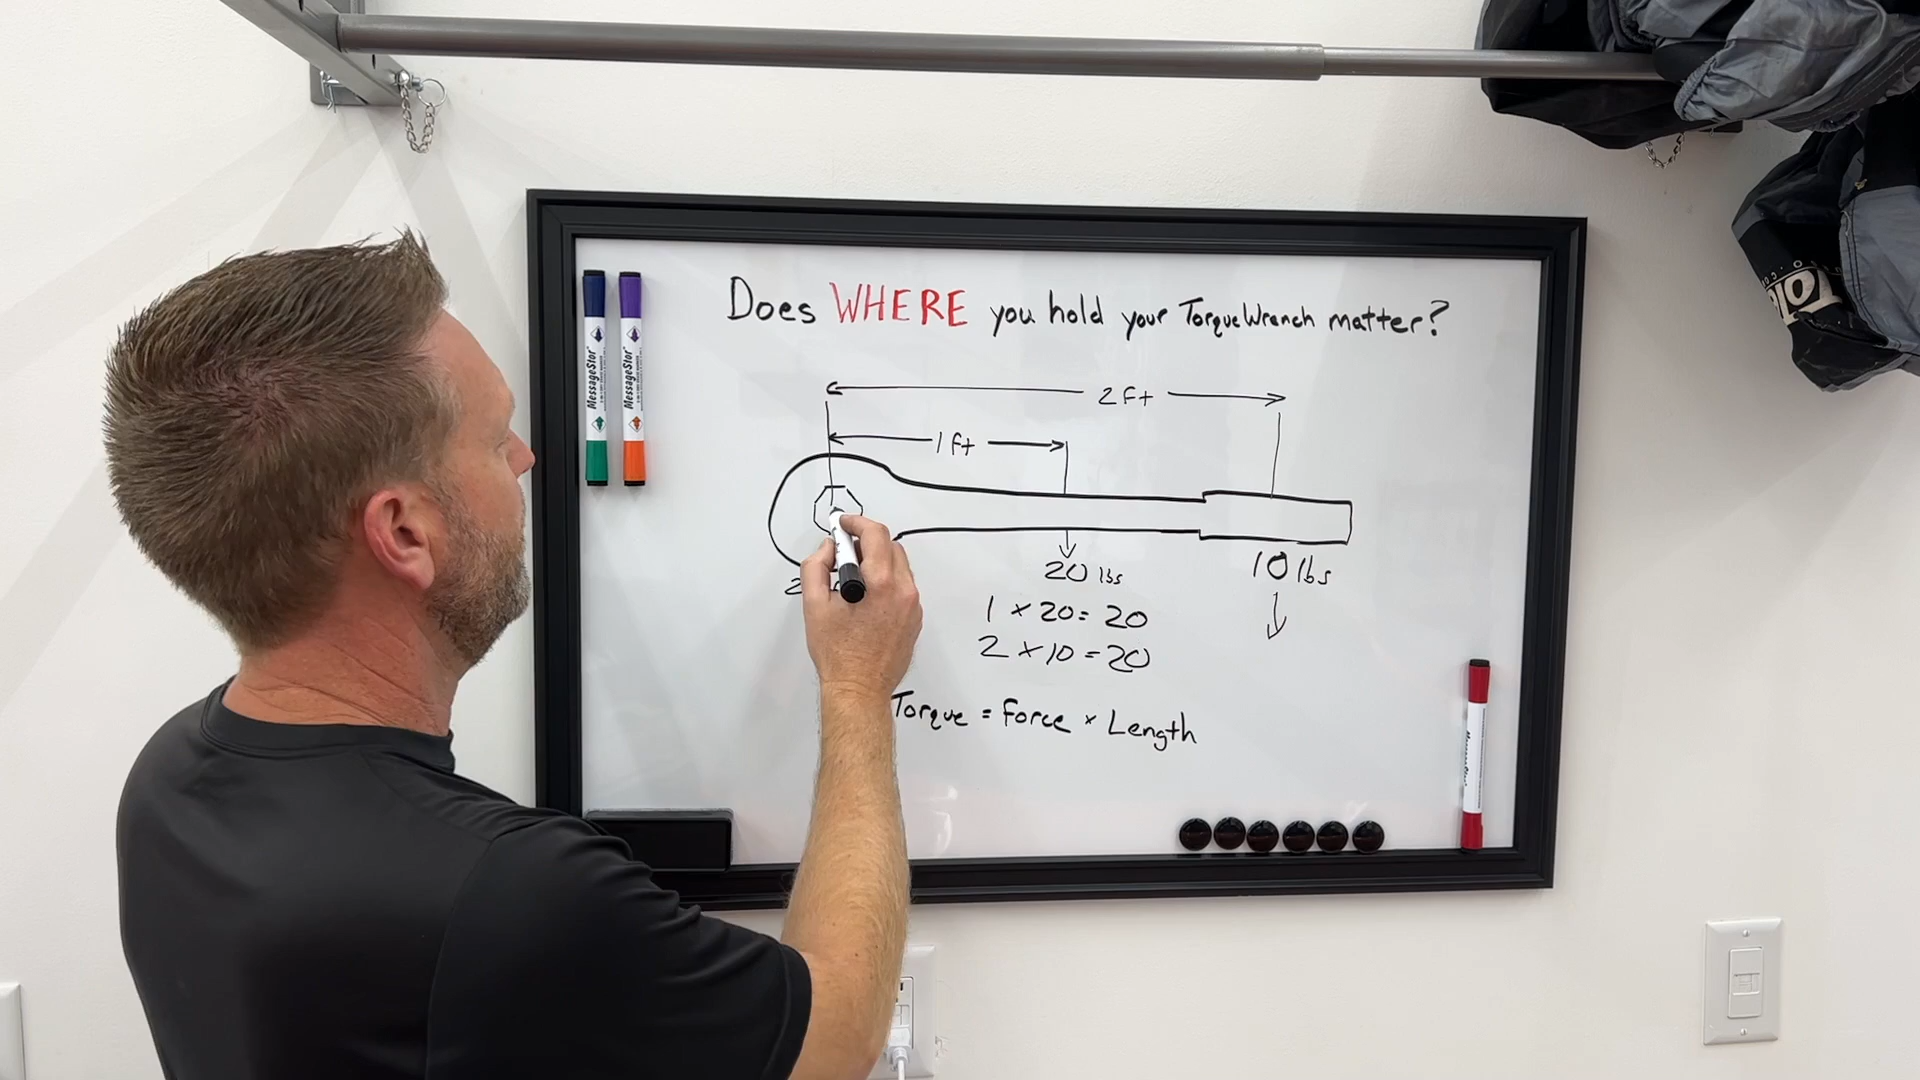 Does WHERE you hold your Torque Wrench matter?
2 ft
1 ft
20 lbs
10 lbs
1 × 20 = 20
2 × 10 = 20
Torque = Force × Length
MessageStor
MessageStor